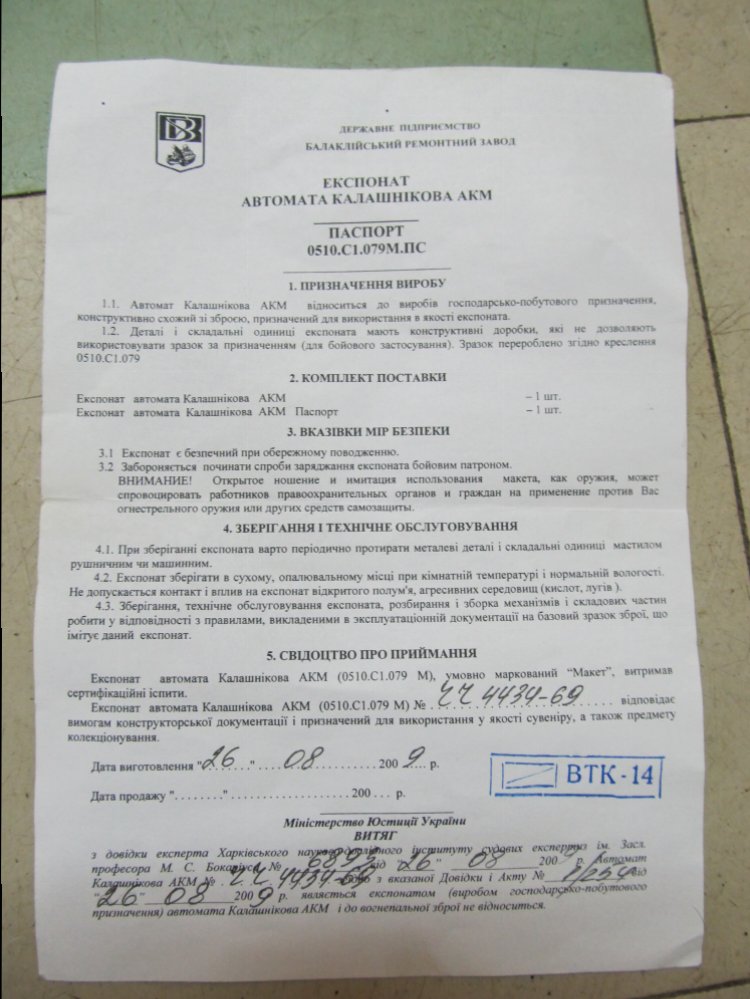 БРЗ
ДЕРЖАВНЕ ПІДПРИЄМСТВО
БАЛАКЛІЙСЬКИЙ РЕМОНТНИЙ ЗАВОД
ЕКСПОНАТ
АВТОМАТА КАЛАШНІКОВА АКМ
ПАСПОРТ
0510.С1.079М.ПС
1. ПРИЗНАЧЕННЯ ВИРОБУ
1.1. Автомат Калашнікова АКМ відноситься до виробів господарсько-побутового призначення,
конструктивно схожий зі зброєю, призначений для використання в якості експоната.
1.2. Деталі і складальні одиниці експоната мають конструктивні доробки, які не дозволяють
використовувати зразок за призначенням (для бойового застосування). Зразок перероблено згідно креслення
0510.С1.079
2. КОМПЛЕКТ ПОСТАВКИ
Експонат автомата Калашнікова АКМ – 1 шт.
Експонат автомата Калашнікова АКМ Паспорт – 1 шт.
3. ВКАЗІВКИ МІР БЕЗПЕКИ
3.1 Експонат є безпечний при обережному поводженню.
3.2 Забороняється починати спроби заряджання експоната бойовим патроном.
ВНИМАНИЕ! Открытое ношение и имитация использования макета, как оружия, может
спровоцировать работников правоохранительных органов и граждан на применение против Вас
огнестрельного оружия или других средств самозащиты.
4. ЗБЕРІГАННЯ І ТЕХНІЧНЕ ОБСЛУГОВУВАННЯ
4.1. При зберіганні експоната варто періодично протирати металеві деталі і складальні одиниці мастилом
рушничним чи машинним.
4.2. Експонат зберігати в сухому, опалювальному місці при кімнатній температурі і нормальній вологості.
Не допускається контакт і вплив на експонат відкритого полум'я, агресивних середовищ (кислот, лугів ).
4.3. Зберігання, технічне обслуговування експоната, розбирання і зборка механізмів і складових частин
робити у відповідності з правилами, викладеними в эксплуатаційній документації на базовий зразок зброї, що
імітує даний експонат.
5. СВІДОЦТВО ПРО ПРИЙМАННЯ
Експонат автомата Калашнікова АКМ (0510.С1.079 М), умовно маркований “Макет”, витримав
сертифікаційні іспити.
Експонат автомата Калашнікова АКМ (0510.С1.079 М) № ЧЧ 4434-69 відповідає
вимогам конструкторської документації і призначений для використання у якості сувеніру, а також предмету
колекціонування.
Дата виготовлення "26" 08 2009 р.
ВТК - 14
Дата продажу "........" 200... р.
Міністерство Юстиції України
ВИТЯГ
з довідки експерта Харківського науково-дослідного інституту судових експертиз ім. Засл.
професора М. С. Бокаріуса № 6893 від "26" 08 2009 р. Автомат
Калашнікова АКМ № ЧЧ 4434-69 з вказаної Довідки і Акту № від
"26" 08 2009 р. являється експонатом (виробом господарсько-побутового
призначення) автомата Калашнікова АКМ і до вогнепальної зброї не відноситься.